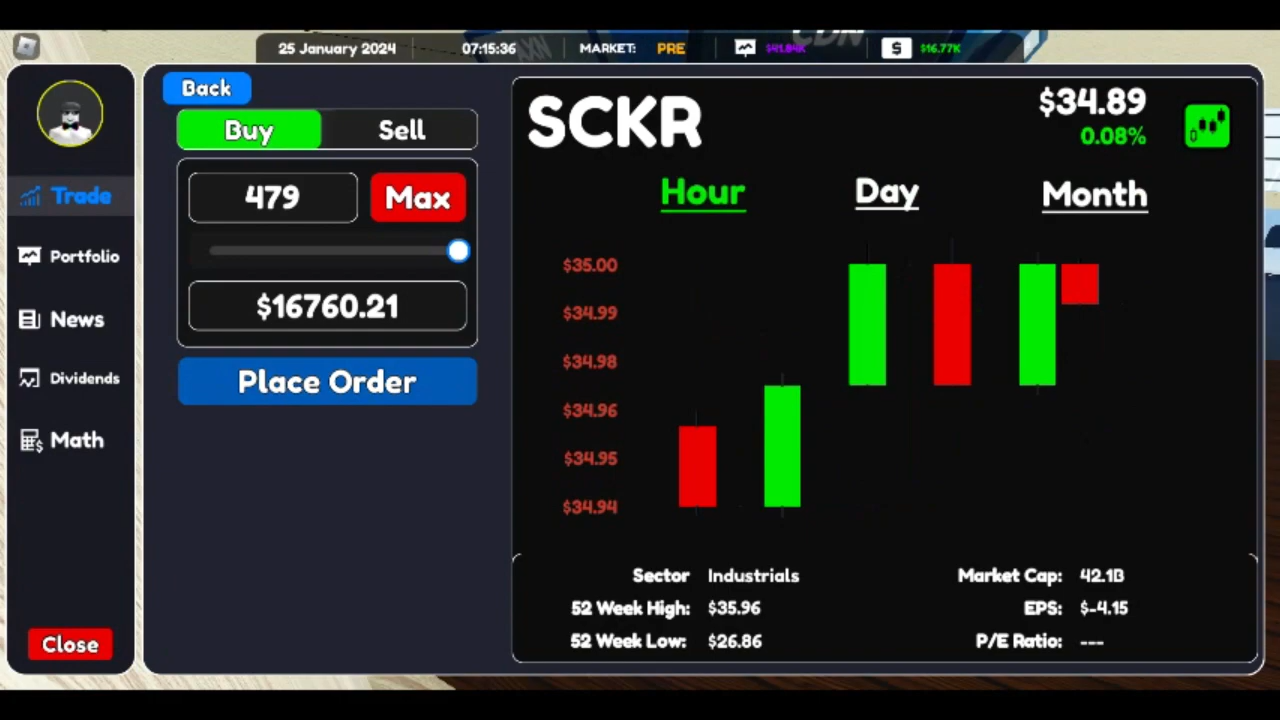 25 January 2024 07:15:36 MARKET: PRE $41.84K $ $16.77K
Back
Buy Sell
479 Max
$16760.21
Place Order
Trade
Portfolio
News
Dividends
Math
Close
SCKR
$34.89
0.08%
Hour Day Month
$35.00
$34.99
$34.98
$34.96
$34.95
$34.94
Sector Industrials Market Cap: 42.1B
52 Week High: $35.96 EPS: $-4.15
52 Week Low: $26.86 P/E Ratio: ---